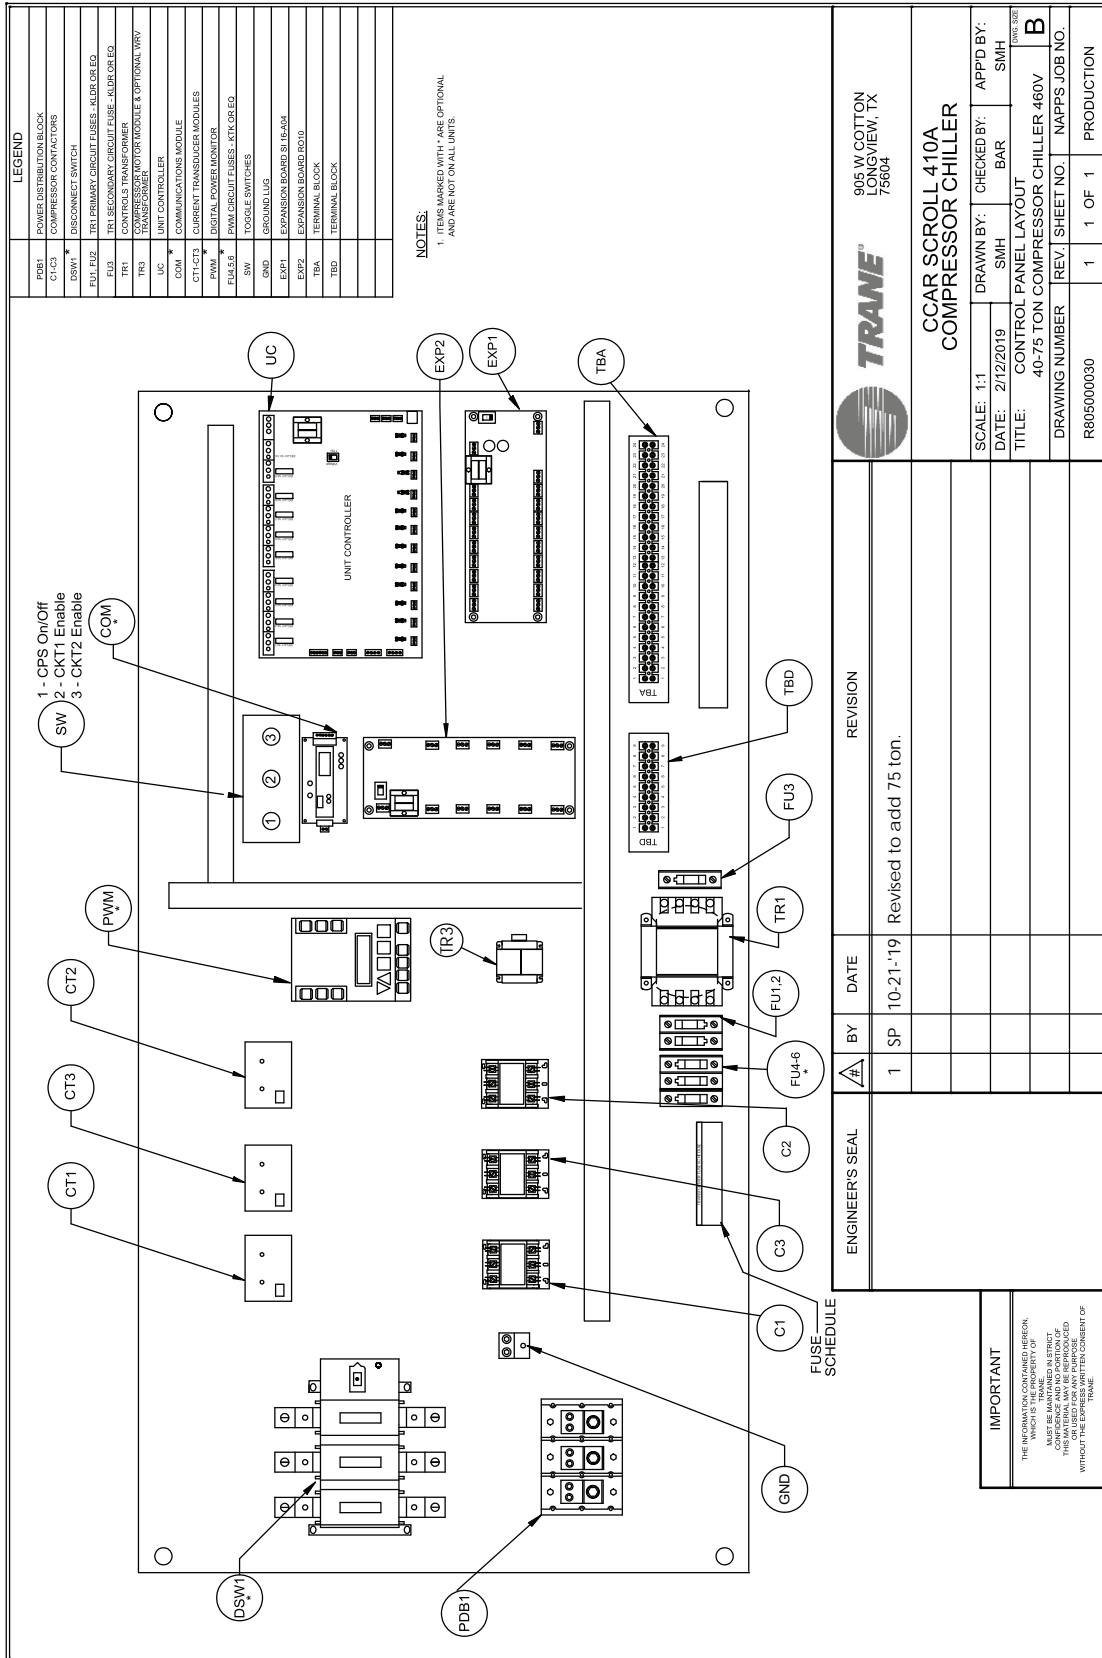 LEGEND
PDB1 POWER DISTRIBUTION BLOCK
C1-C3 COMPRESSOR CONTACTORS
DSW1 * DISCONNECT SWITCH
FU1, FU2 TR1 PRIMARY CIRCUIT FUSES - KLDR OR EQ
FU3 TR1 SECONDARY CIRCUIT FUSE - KLDR OR EQ
TR1 CONTROLS TRANSFORMER
TR3 COMPRESSOR MOTOR MODULE & OPTIONAL WRV
TRANSFORMER
UC UNIT CONTROLLER
COM * COMMUNICATIONS MODULE
CT1-CT3 CURRENT TRANSDUCER MODULES
PWM * DIGITAL POWER MONITOR
FU4,5,6 * PWM CIRCUIT FUSES - KTK OR EQ
SW TOGGLE SWITCHES
GND GROUND LUG
EXP1 EXPANSION BOARD SI 16-A04
EXP2 EXPANSION BOARD RO10
TBA TERMINAL BLOCK
TBD TERMINAL BLOCK
NOTES:
1. ITEMS MARKED WITH * ARE OPTIONAL
AND ARE NOT ON ALL UNITS.
1 - CPS On/Off
2 - CKT1 Enable
3 - CKT2 Enable
DSW1
*
CT1
CT3
CT2
PWM
*
SW
COM
*
UC
1
2
3
UNIT CONTROLLER
TR3
EXP2
EXP1
TBA
TBD
TBD
TBA
PDB1
GND
C1
C3
C2
FU4-6
*
FU1,2
TR1
FU3
FUSE
SCHEDULE
IMPORTANT
THE INFORMATION CONTAINED HEREON,
WHICH IS THE PROPERTY OF
TRANE,
MUST BE MAINTAINED IN STRICT
CONFIDENCE AND NO PORTION OF
THIS MATERIAL MAY BE REPRODUCED
OR USED FOR ANY PURPOSE
WITHOUT THE EXPRESS WRITTEN CONSENT OF
TRANE.
ENGINEER'S SEAL
# BY DATE REVISION
1 SP 10-21-'19 Revised to add 75 ton.
TRANE
905 W COTTON
LONGVIEW, TX
75604
CCAR SCROLL 410A
COMPRESSOR CHILLER
SCALE: 1:1 DRAWN BY: CHECKED BY: APP'D BY:
DATE: 2/12/2019 SMH BAR SMH
TITLE: CONTROL PANEL LAYOUT
40-75 TON COMPRESSOR CHILLER 460V
DWG. SIZE
B
DRAWING NUMBER REV. SHEET NO. NAPPS JOB NO.
R805000030 1 1 OF 1 PRODUCTION